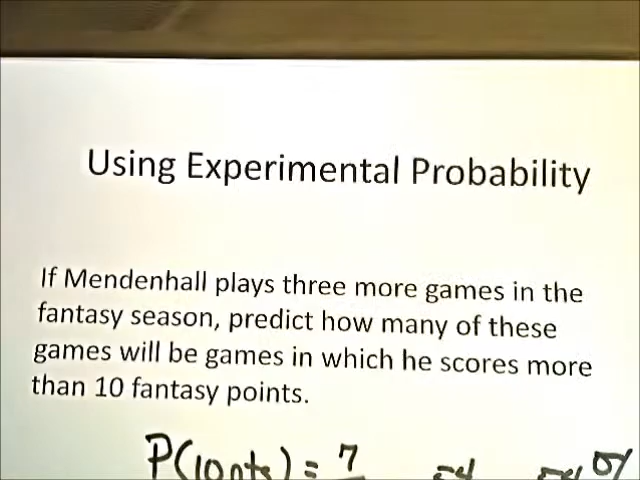 Using Experimental Probability
If Mendenhall plays three more games in the
fantasy season, predict how many of these
games will be games in which he scores more
than 10 fantasy points.
P(10pts) = 7